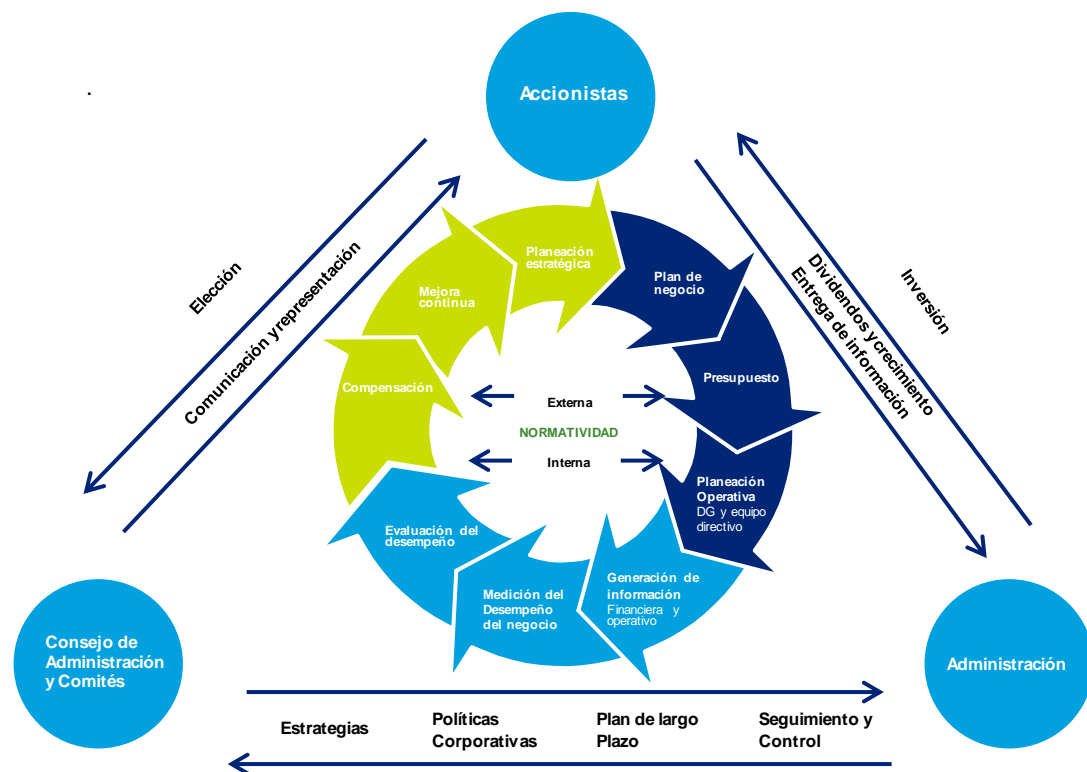 .
Accionistas
Elección
Comunicación y representación
Inversión
Dividendos y crecimiento
Entrega de información
Planeación
estratégica
Plan de
negocio
Mejora
continua
Presupuesto
Compensación
Externa
NORMATIVIDAD
Interna
Planeación
Operativa
DG y equipo
directivo
Evaluación del
desempeño
Medición del
Desempeño
del negocio
Generación de
información
Financiera y
operativo
Consejo de
Administración
y Comités
Administración
Estrategias
Políticas
Corporativas
Plan de largo
Plazo
Seguimiento y
Control